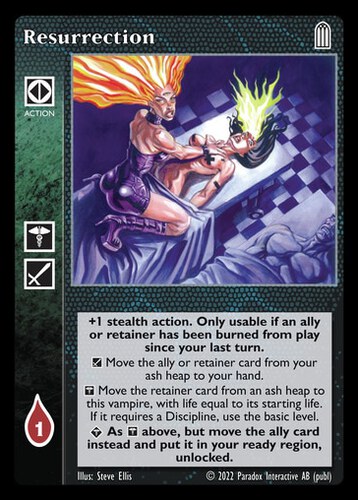 Resurrection
ACTION
+1 stealth action. Only usable if an ally
or retainer has been burned from play
since your last turn.
Move the ally or retainer card from your
ash heap to your hand.
Move the retainer card from an ash heap to
this vampire, with life equal to its starting life.
If it requires a Discipline, use the basic level.
As above, but move the ally card
instead and put it in your ready region,
unlocked.
1
Illus: Steve Ellis © 2022 Paradox Interactive AB (publ)